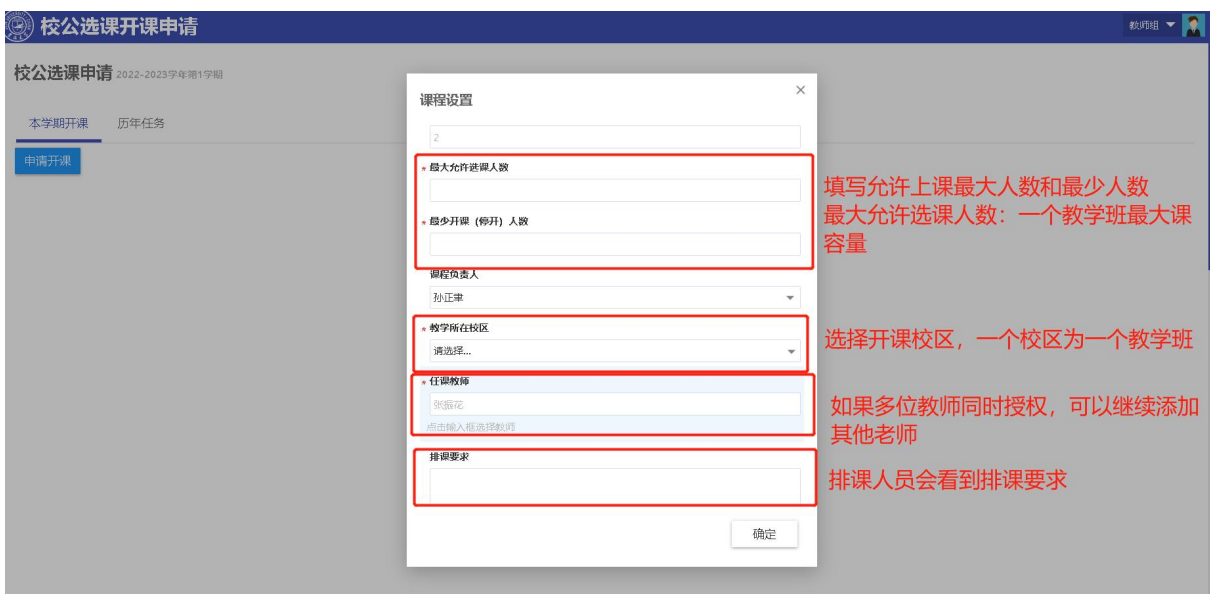 校公选课开课申请
教师组
校公选课申请 2022-2023学年第1学期
本学期开课 历年任务
申请开课
课程设置
×
2
* 最大允许选课人数
* 最少开课（停开）人数
课程负责人
孙正聿
* 教学所在校区
请选择...
* 任课教师
张振花
点击输入框选择教师
排课要求
确定
填写允许上课最大人数和最少人数
最大允许选课人数：一个教学班最大课
容量
选择开课校区，一个校区为一个教学班
如果多位教师同时授权，可以继续添加
其他老师
排课人员会看到排课要求